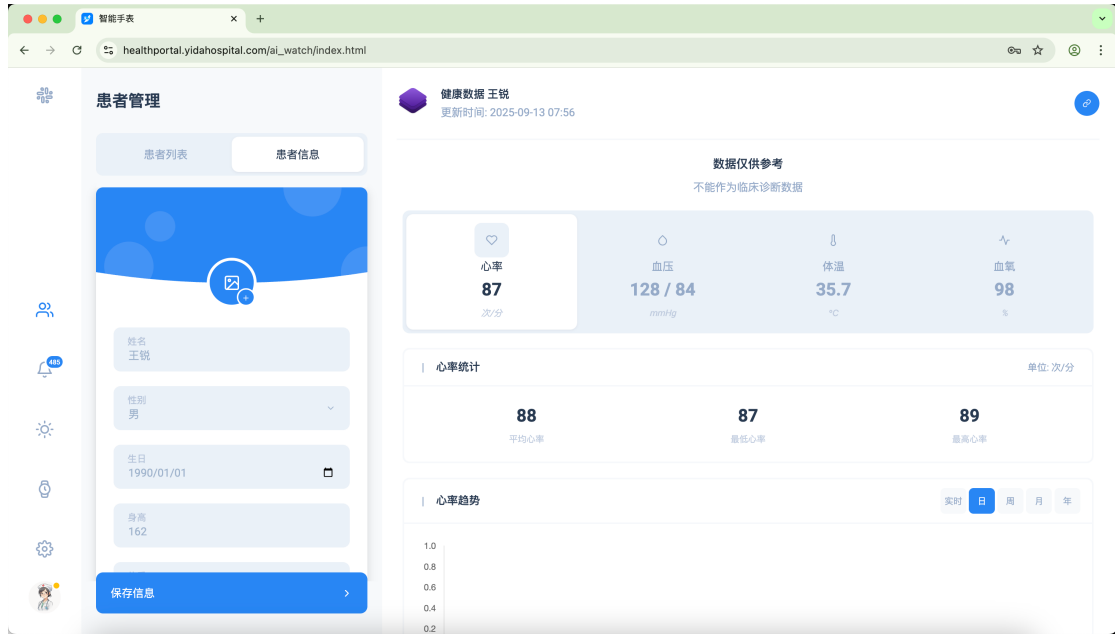 智能手表
healthportal.yidahospital.com/ai_watch/index.html
485
患者管理
患者列表
患者信息
姓名
王锐
性别
男
生日
1990/01/01
身高
162
保存信息
健康数据 王锐
更新时间: 2025-09-13 07:56
数据仅供参考
不能作为临床诊断数据
心率
87
次/分
血压
128 / 84
mmHg
体温
35.7
°C
血氧
98
%
心率统计
单位: 次/分
88
平均心率
87
最低心率
89
最高心率
心率趋势
实时
日
周
月
年
1.0
0.8
0.6
0.4
0.2